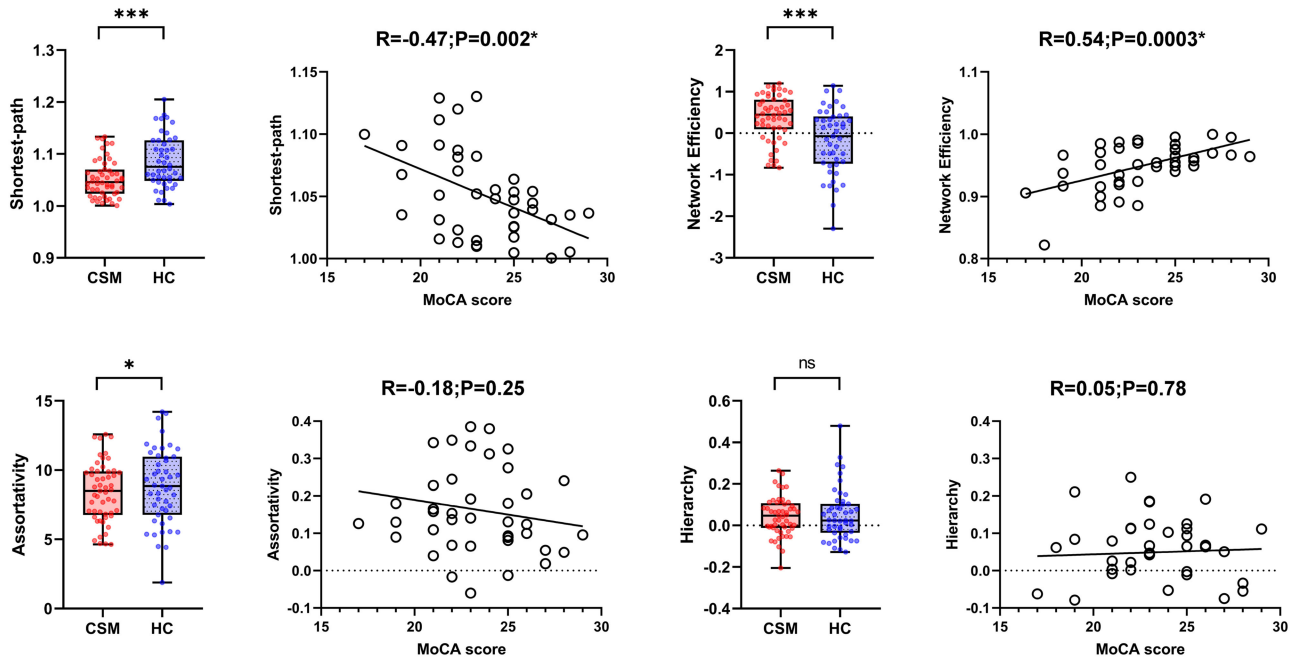 ***
R=-0.47;P=0.002*
Shortest-path
1.3
1.2
1.1
1.0
0.9
CSM HC
Shortest-path
1.15
1.10
1.05
1.00
15 20 25 30
MoCA score
***
R=0.54;P=0.0003*
Network Efficiency
2
1
0
-1
-2
-3
CSM HC
Network Efficiency
1.1
1.0
0.9
0.8
15 20 25 30
MoCA score
*
R=-0.18;P=0.25
Assortativity
15
10
5
0
CSM HC
Assortativity
0.4
0.3
0.2
0.1
0.0
-0.1
15 20 25 30
MoCA score
ns
R=0.05;P=0.78
Hierarchy
0.6
0.4
0.2
0.0
-0.2
-0.4
CSM HC
Hierarchy
0.4
0.3
0.2
0.1
0.0
-0.1
15 20 25 30
MoCA score